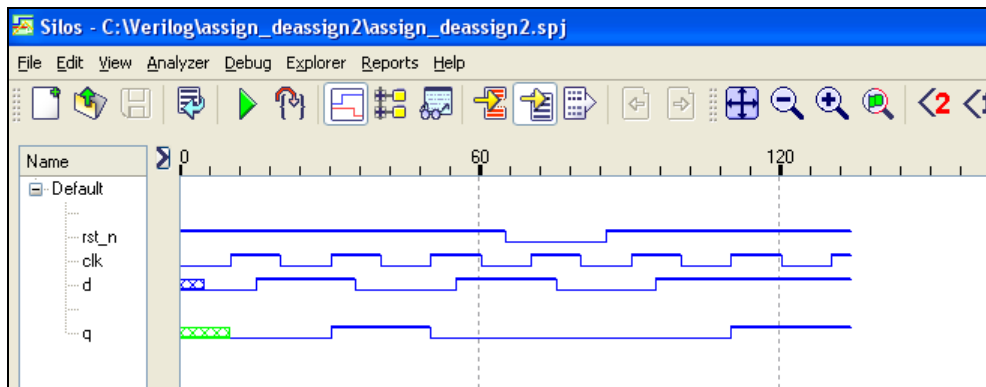 Silos - C:\Verilog\assign_deassign2\assign_deassign2.spj
File Edit View Analyzer Debug Explorer Reports Help
2
Name
0 60 120
Default
rst_n
clk
d
q